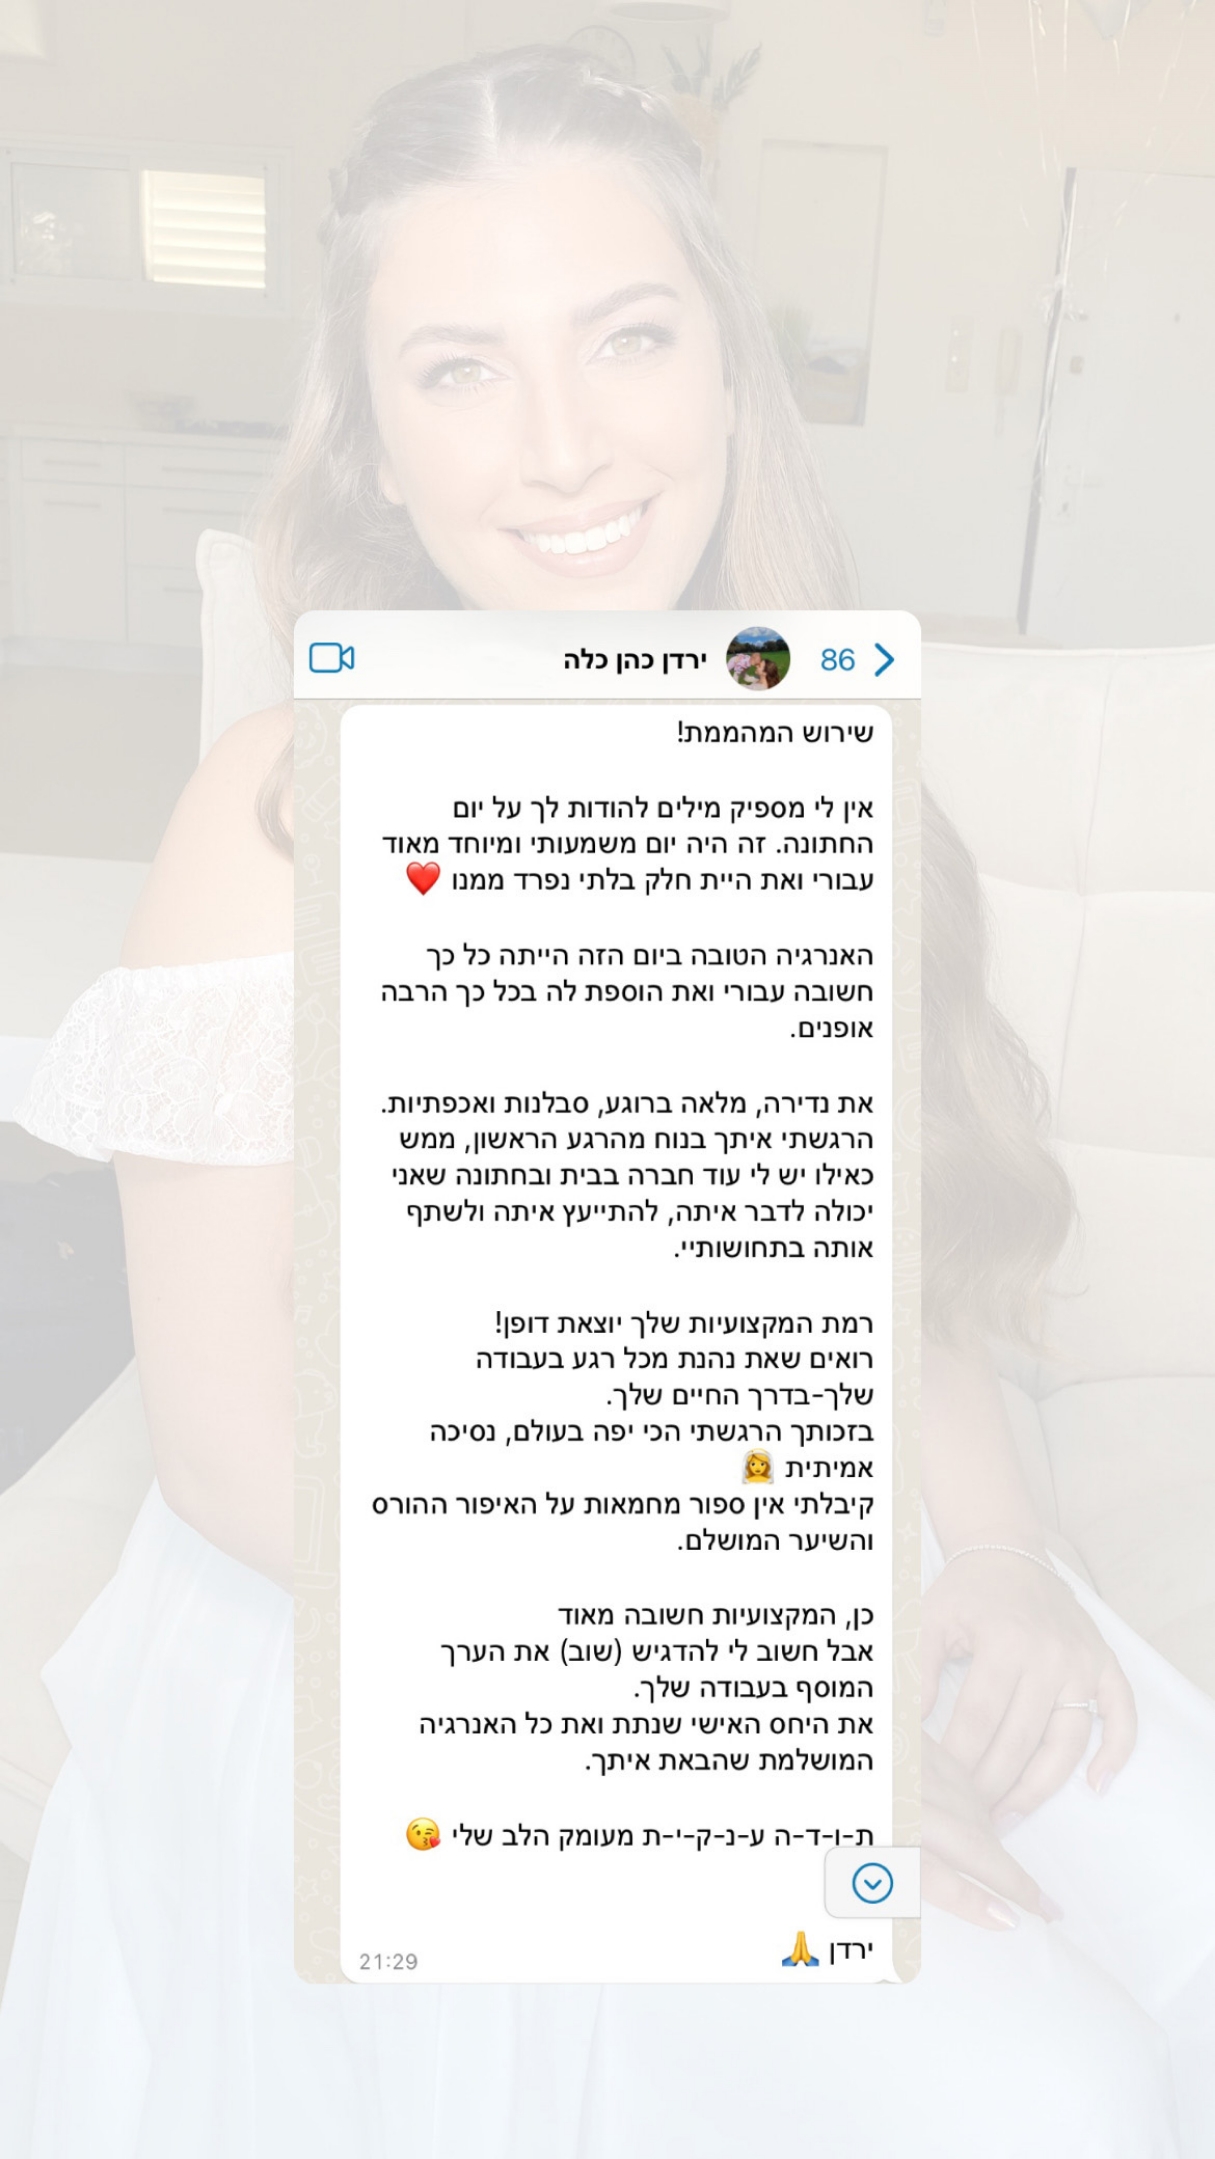 86
ירדן כהן כלה
שירוש המהממת!
אין לי מספיק מילים להודות לך על יום
החתונה. זה היה יום משמעותי ומיוחד מאוד
עבורי ואת היית חלק בלתי נפרד ממנו ❤️
האנרגיה הטובה ביום הזה הייתה כל כך
חשובה עבורי ואת הוספת לה בכל כך הרבה
אופנים.
את נדירה, מלאה ברוגע, סבלנות ואכפתיות.
הרגשתי איתך בנוח מהרגע הראשון, ממש
כאילו יש לי עוד חברה בבית ובחתונה שאני
יכולה לדבר איתה, להתייעץ איתה ולשתף
אותה בתחושותיי.
רמת המקצועיות שלך יוצאת דופן!
רואים שאת נהנת מכל רגע בעבודה
שלך-בדרך החיים שלך.
בזכותך הרגשתי הכי יפה בעולם, נסיכה
אמיתית 👰‍♀️
קיבלתי אין ספור מחמאות על האיפור ההורס
והשיער המושלם.
כן, המקצועיות חשובה מאוד
אבל חשוב לי להדגיש (שוב) את הערך
המוסף בעבודה שלך.
את היחס האישי שנתת ואת כל האנרגיה
המושלמת שהבאת איתך.
ת-ו-ד-ה ע-נ-ק-י-ת מעומק הלב שלי 😘
ירדן 🙏
21:29